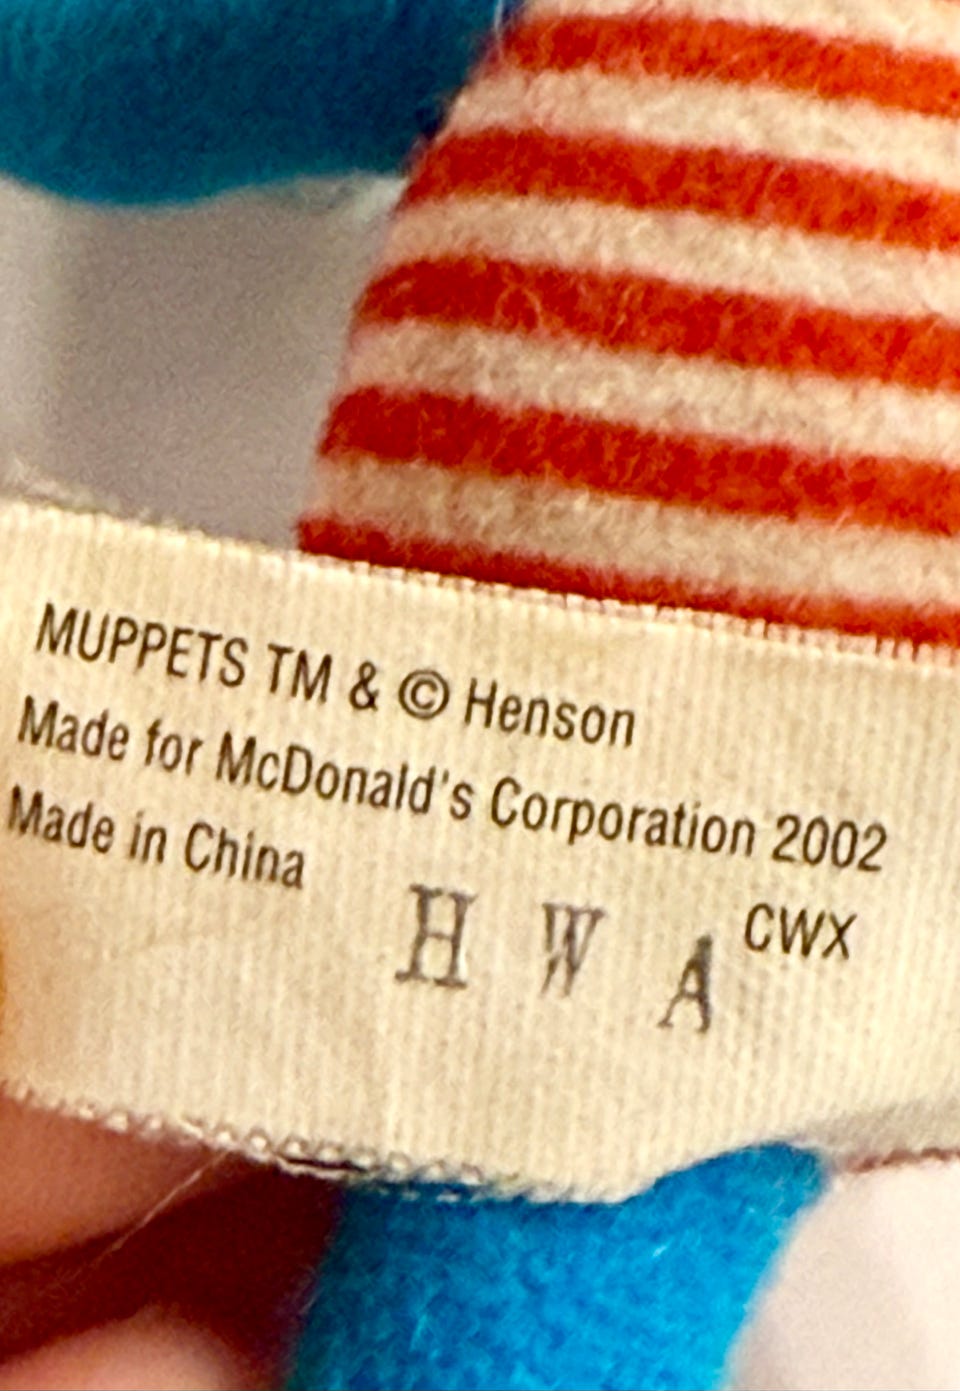 MUPPETS TM & © Henson
Made for McDonald's Corporation 2002
Made in China
H W A CWX